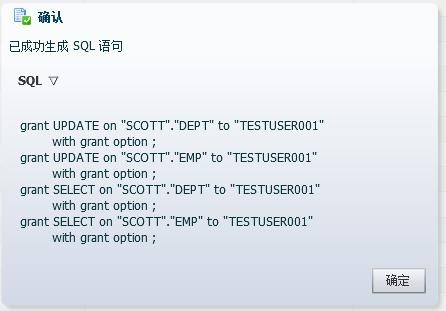 确认
已成功生成 SQL 语句
SQL ▽
grant UPDATE on "SCOTT"."DEPT" to "TESTUSER001"
with grant option ;
grant UPDATE on "SCOTT"."EMP" to "TESTUSER001"
with grant option ;
grant SELECT on "SCOTT"."DEPT" to "TESTUSER001"
with grant option ;
grant SELECT on "SCOTT"."EMP" to "TESTUSER001"
with grant option ;
确定